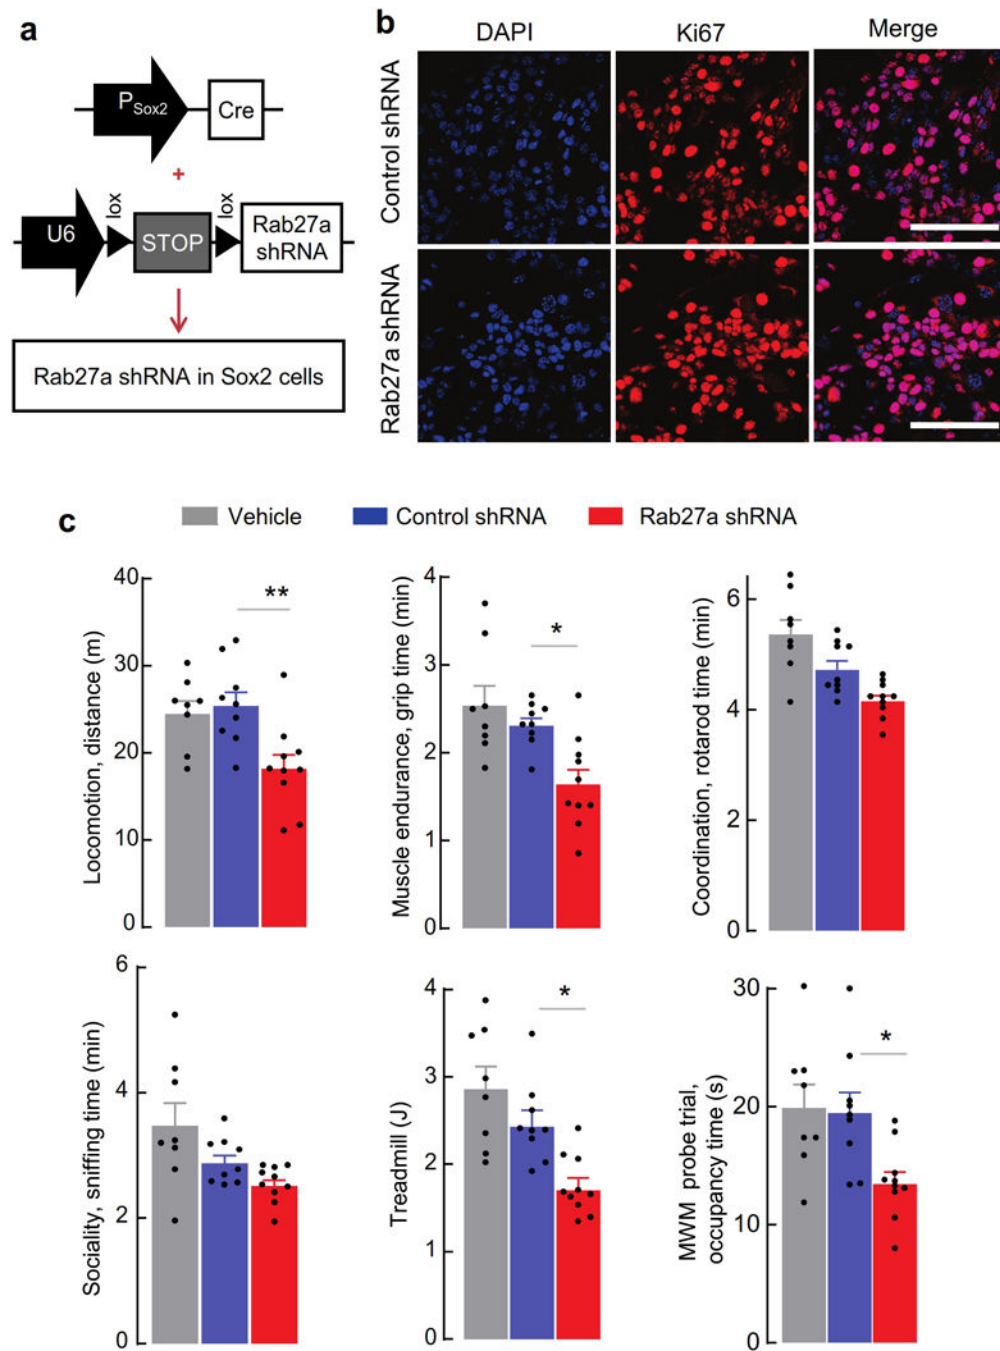 a
P_Sox2
Cre
+
U6
lox
STOP
lox
Rab27a
shRNA
Rab27a shRNA in Sox2 cells
b
DAPI
Ki67
Merge
Control shRNA
Rab27a shRNA
c
Vehicle
Control shRNA
Rab27a shRNA
Locomotion, distance (m)
40
30
20
10
0
**
Muscle endurance, grip time (min)
4
3
2
1
0
*
Coordination, rotarod time (min)
6
4
2
0
Sociality, sniffing time (min)
6
4
2
0
Treadmill (J)
4
3
2
1
0
*
MWM probe trial,
occupancy time (s)
30
20
10
0
*